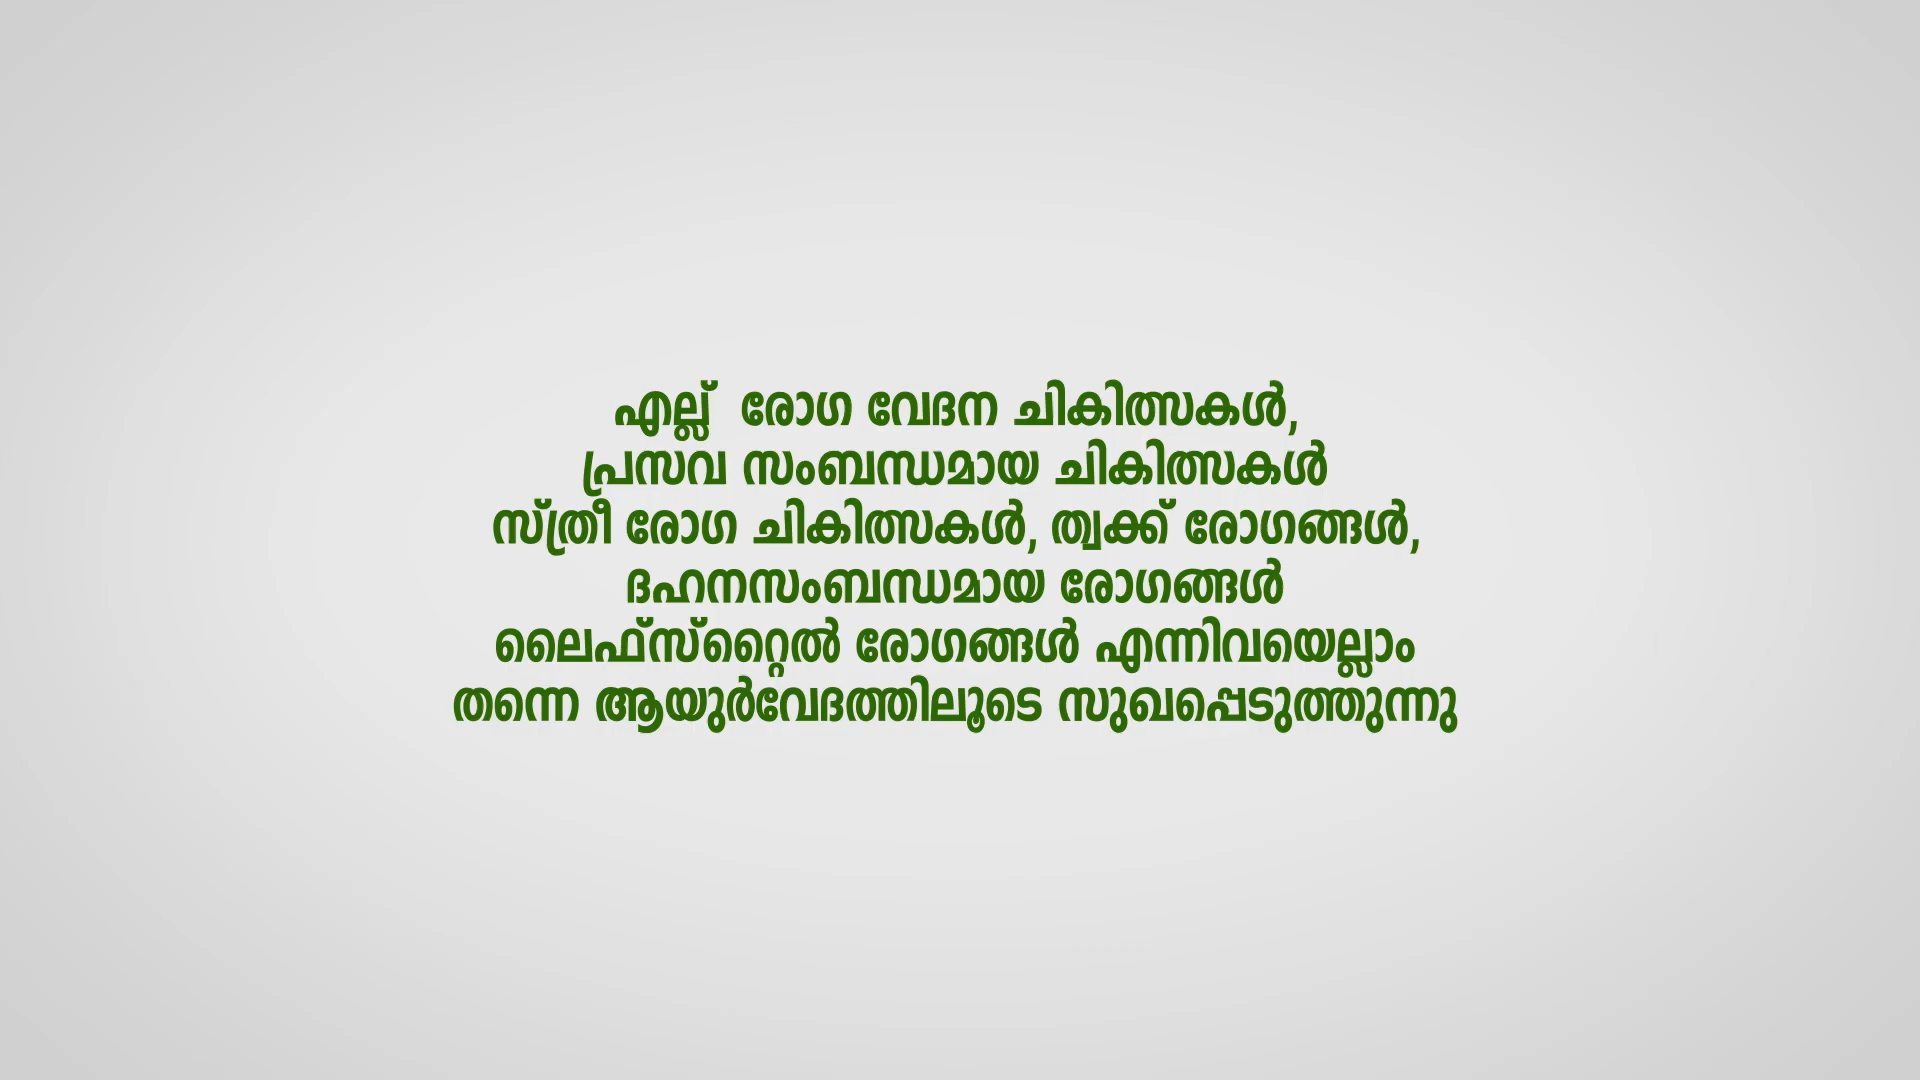 എല്ല്  രോഗ വേദന ചികിത്സകൾ,
പ്രസവ സംബന്ധമായ ചികിത്സകൾ
സ്ത്രീ രോഗ ചികിത്സകൾ, ത്വക്ക് രോഗങ്ങൾ,
ദഹനസംബന്ധമായ രോഗങ്ങൾ
ലൈഫ്സ്റ്റൈൽ രോഗങ്ങൾ എന്നിവയെല്ലാം
തന്നെ ആയുർവേദത്തിലൂടെ സുഖപ്പെടുത്തുന്നു